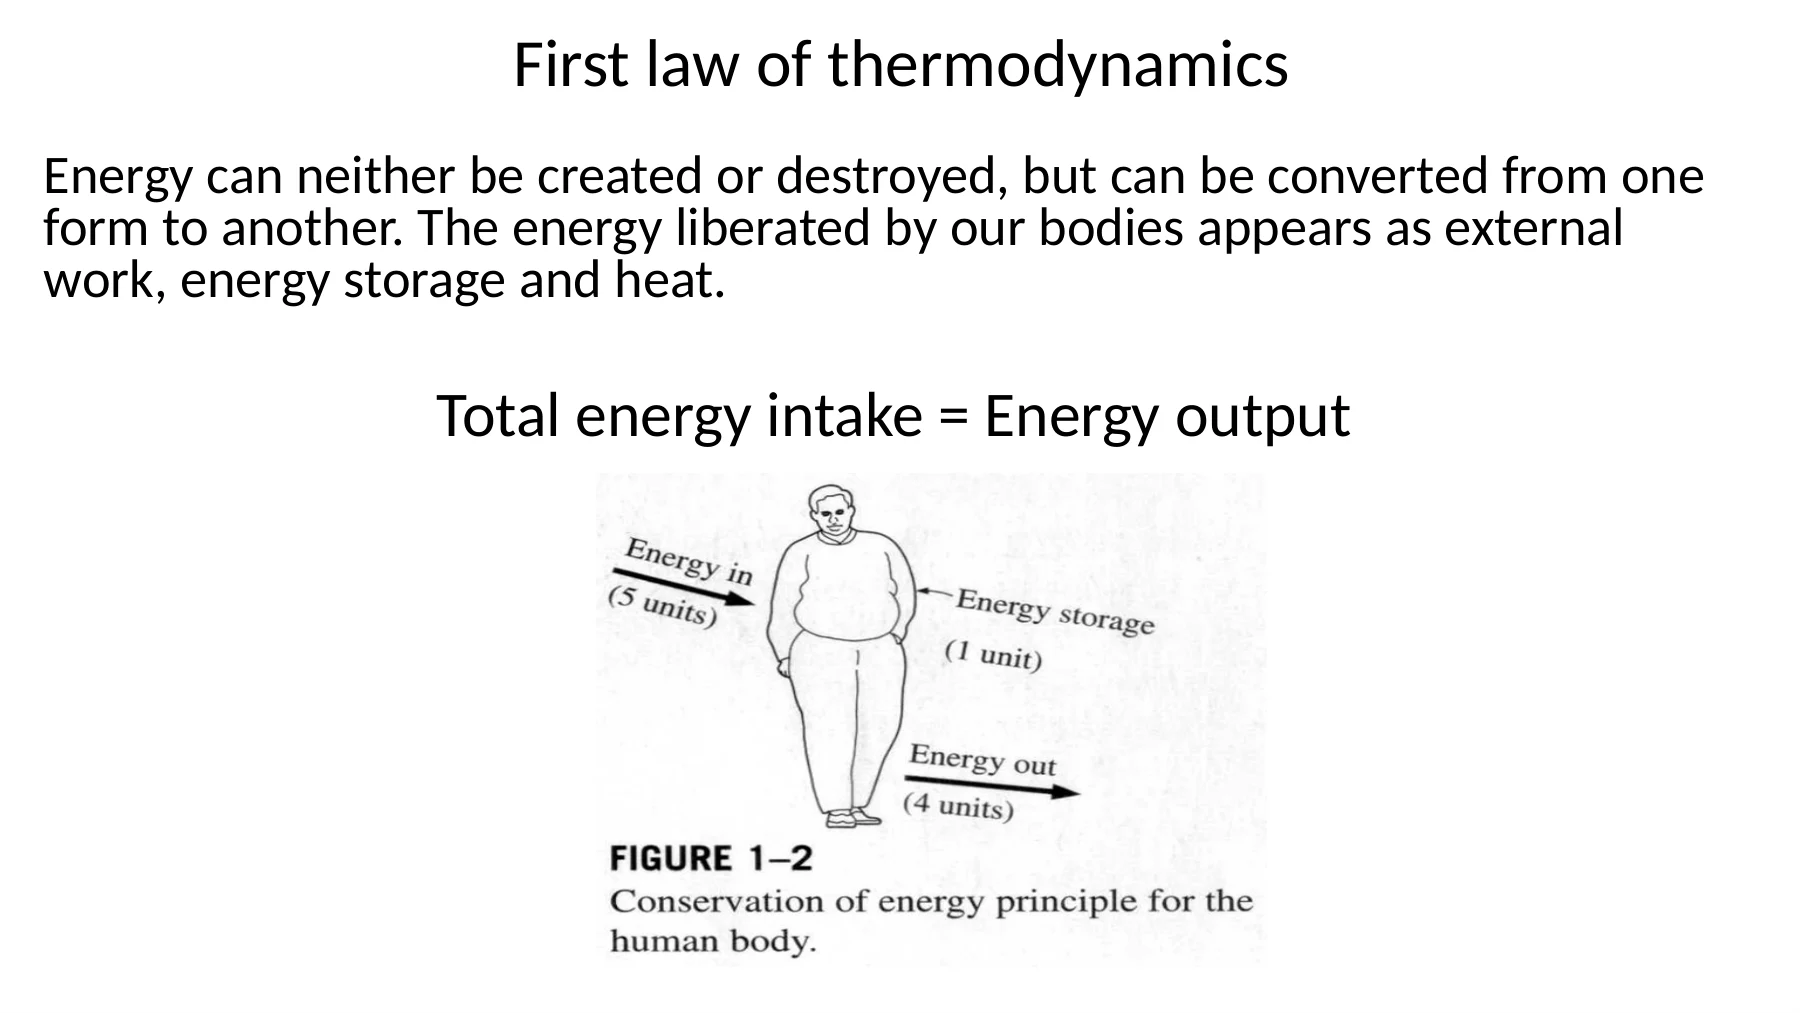 First law of thermodynamics
Energy can neither be created or destroyed, but can be converted from one
form to another. The energy liberated by our bodies appears as external
work, energy storage and heat.
Total energy intake = Energy output
Energy in
(5 units)
Energy storage
(1 unit)
Energy out
(4 units)
FIGURE 1–2
Conservation of energy principle for the
human body.